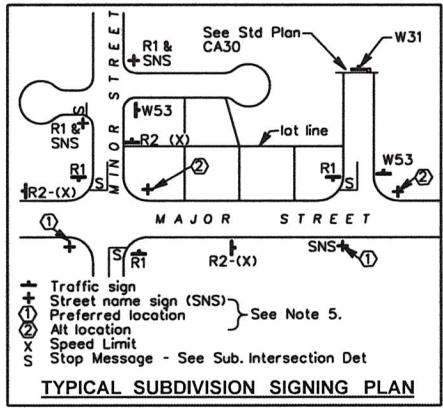 See Std Plan
CA30
W31
R1 &
SNS
MINOR STREET
S
R1 &
SNS
W53
R2 (X)
lot line
R1
S
2
R1
S
W53
2
R2-(X)
MAJOR STREET
1
S
R1
R2-(X)
SNS
1
Traffic sign
Street name sign (SNS)
1 Preferred location
2 Alt location
See Note 5.
X Speed Limit
S Stop Message - See Sub. Intersection Det
TYPICAL SUBDIVISION SIGNING PLAN